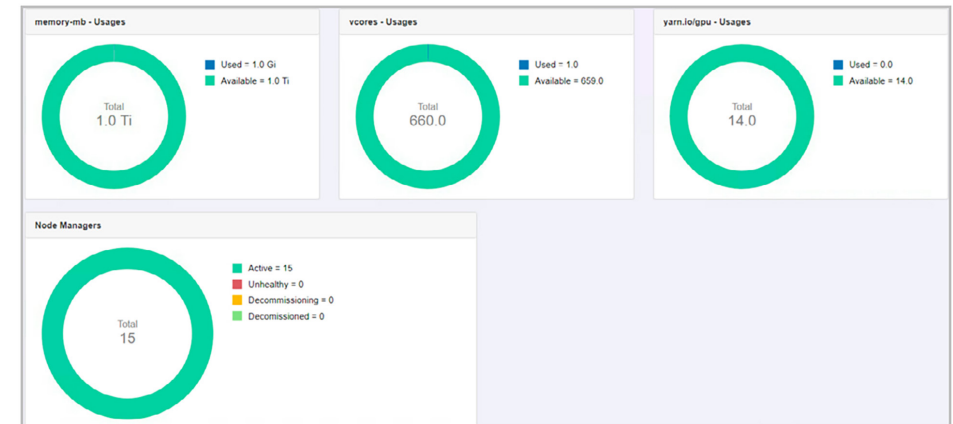 memory-mb - Usages
Used = 1.0 Gi
Available = 1.0 Ti
Total
1.0 Ti
vcores - Usages
Used = 1.0
Available = 659.0
Total
660.0
yarn.io/gpu - Usages
Used = 0.0
Available = 14.0
Total
14.0
Node Managers
Active = 15
Unhealthy = 0
Decommissioning = 0
Decomissioned = 0
Total
15